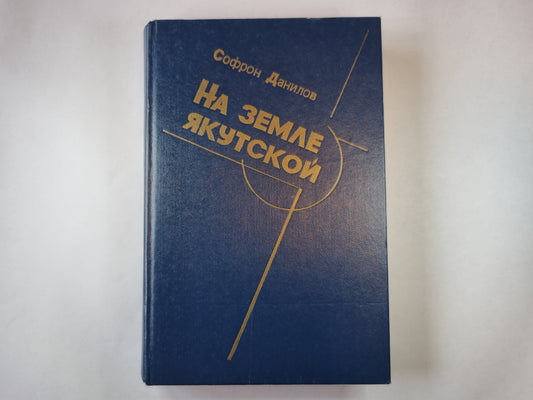 Софрон Данилов
На земле
якутской